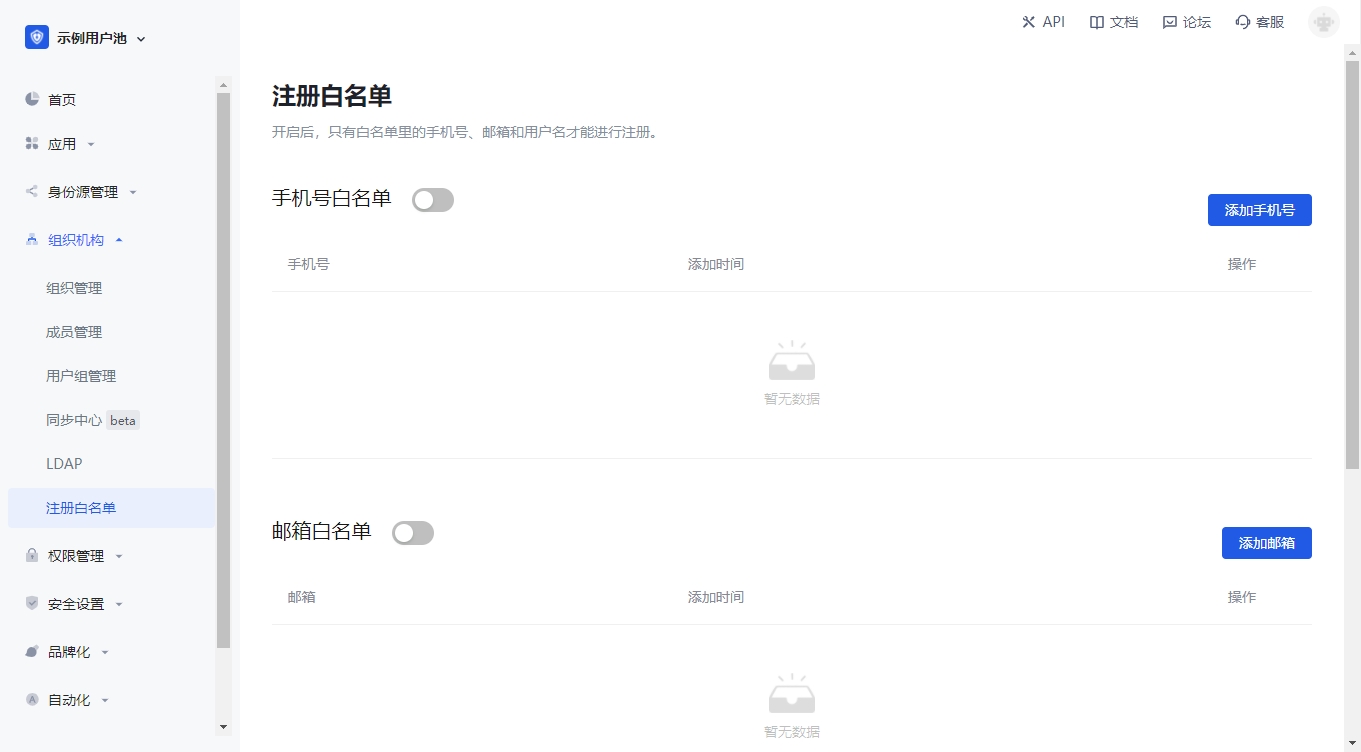 示例用户池
API
文档
论坛
客服
首页
应用
身份源管理
组织机构
组织管理
成员管理
用户组管理
同步中心 beta
LDAP
注册白名单
权限管理
安全设置
品牌化
自动化
注册白名单
开启后，只有白名单里的手机号、邮箱和用户名才能进行注册。
手机号白名单
添加手机号
手机号
添加时间
操作
暂无数据
邮箱白名单
添加邮箱
邮箱
添加时间
操作
暂无数据